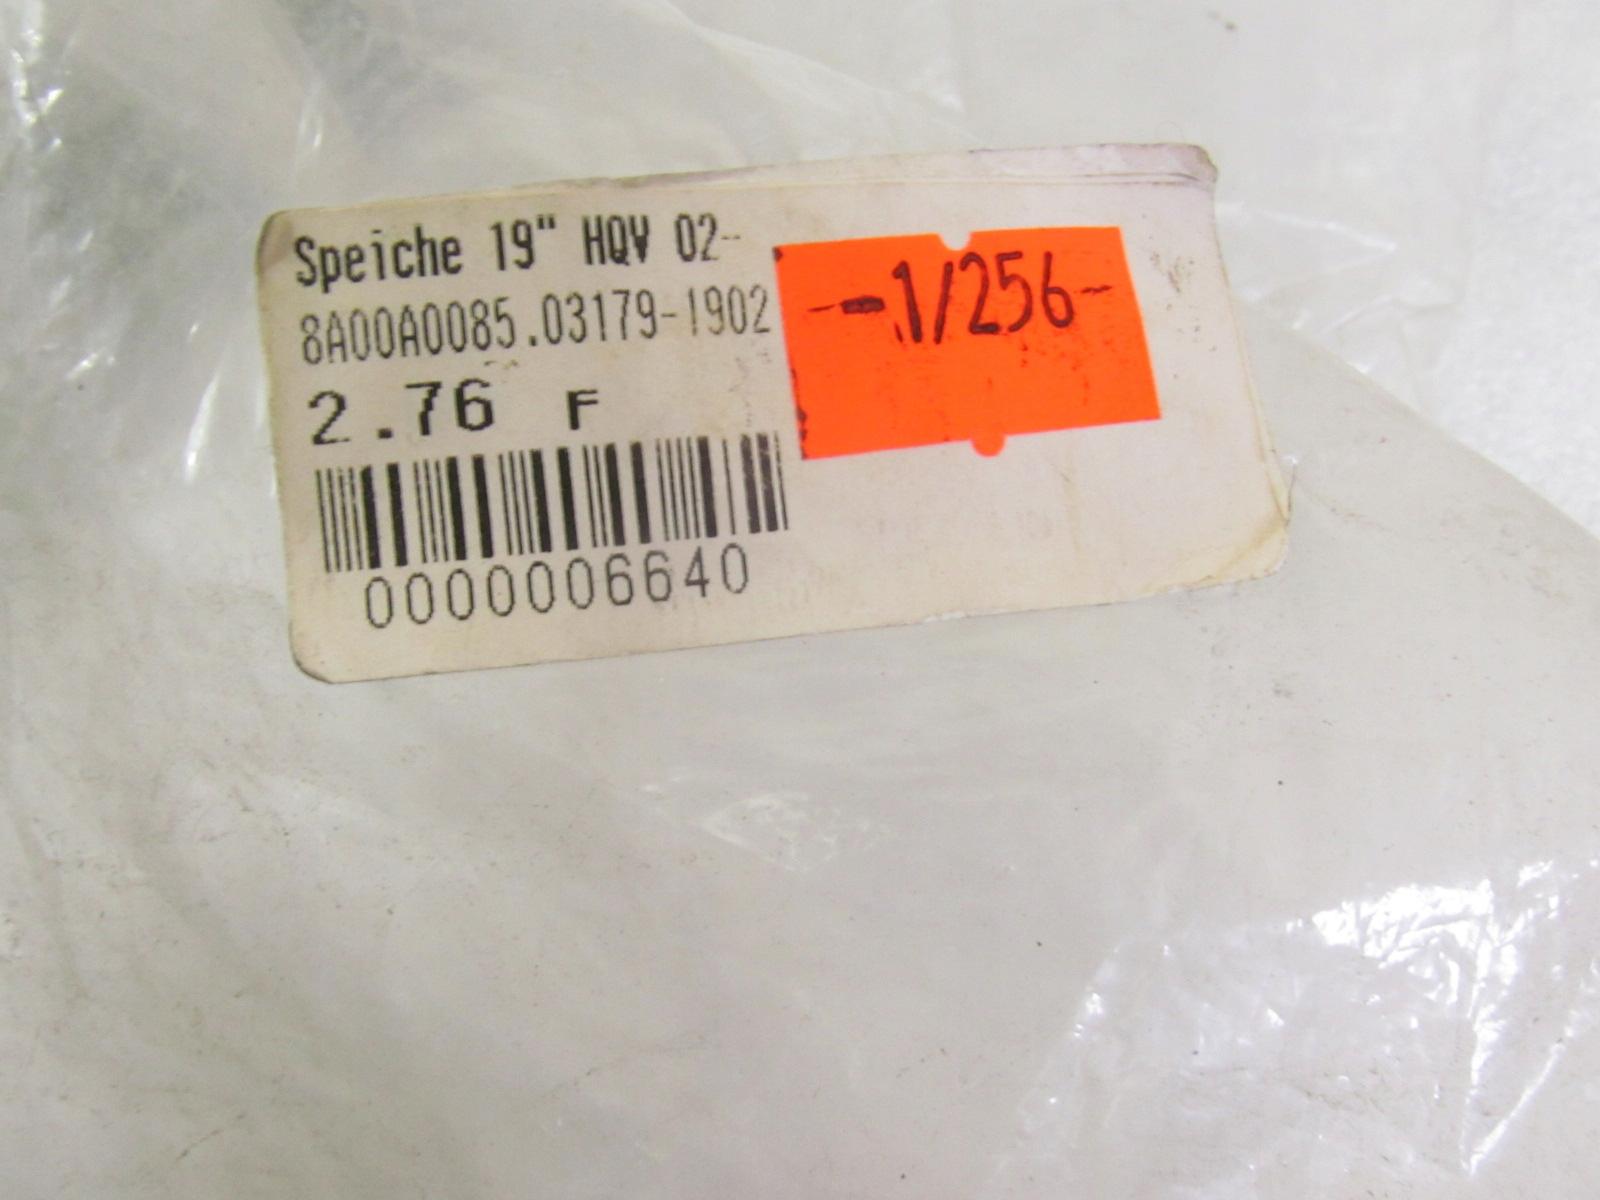 Speiche 19" HQV 02-
8A00A0085.03179-1902
2.76 F
0000006640
-1/256-